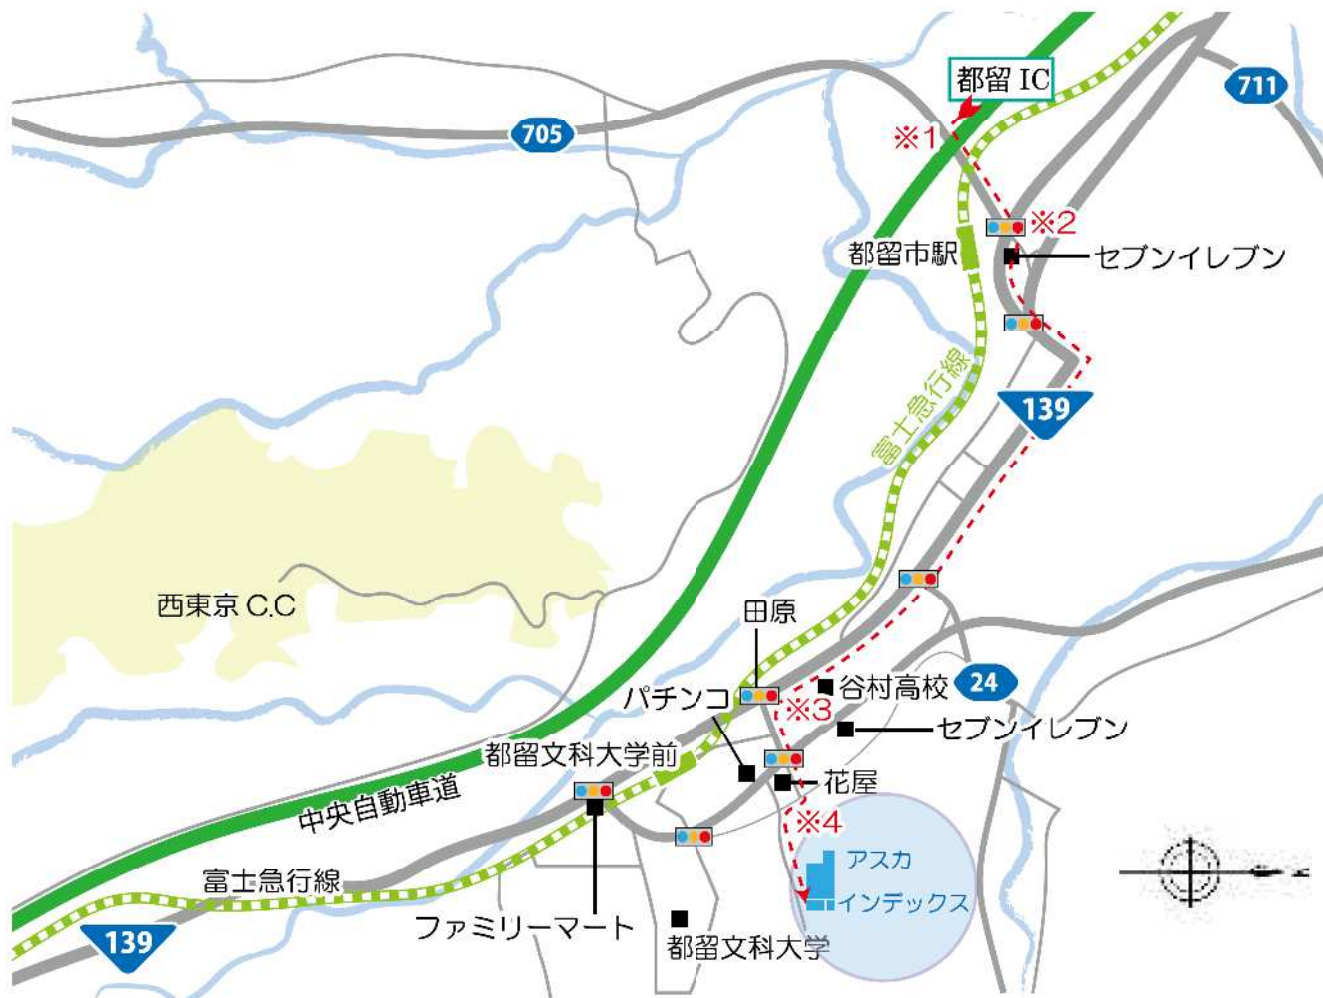 都留 IC
711
705
※1
※2
都留市駅
セブンイレブン
富士急行線
139
西東京 C.C
田原
パチンコ
谷村高校
24
※3
セブンイレブン
都留文科大学前
花屋
中央自動車道
※4
アスカ
インデックス
富士急行線
ファミリーマート
都留文科大学
139